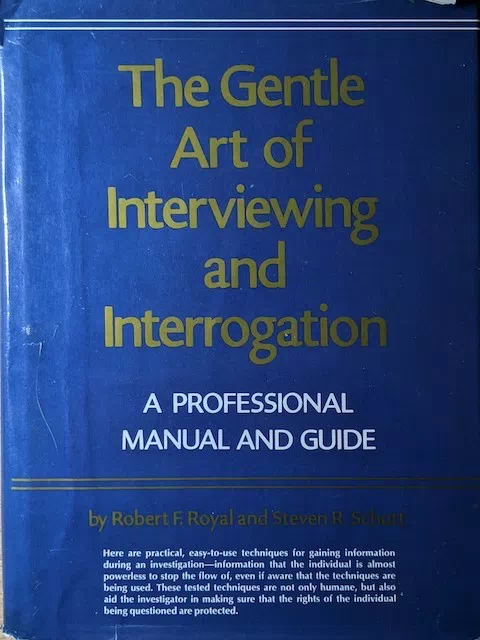 The Gentle
Art of
Interviewing
and
Interrogation
A PROFESSIONAL
MANUAL AND GUIDE
by Robert F. Royal and Steven R. Schutt
Here are practical, easy-to-use techniques for gaining information
during an investigation—information that the individual is almost
powerless to stop the flow of, even if aware that the techniques are
being used. These tested techniques are not only humane, but also
aid the investigator in making sure that the rights of the individual
being questioned are protected.